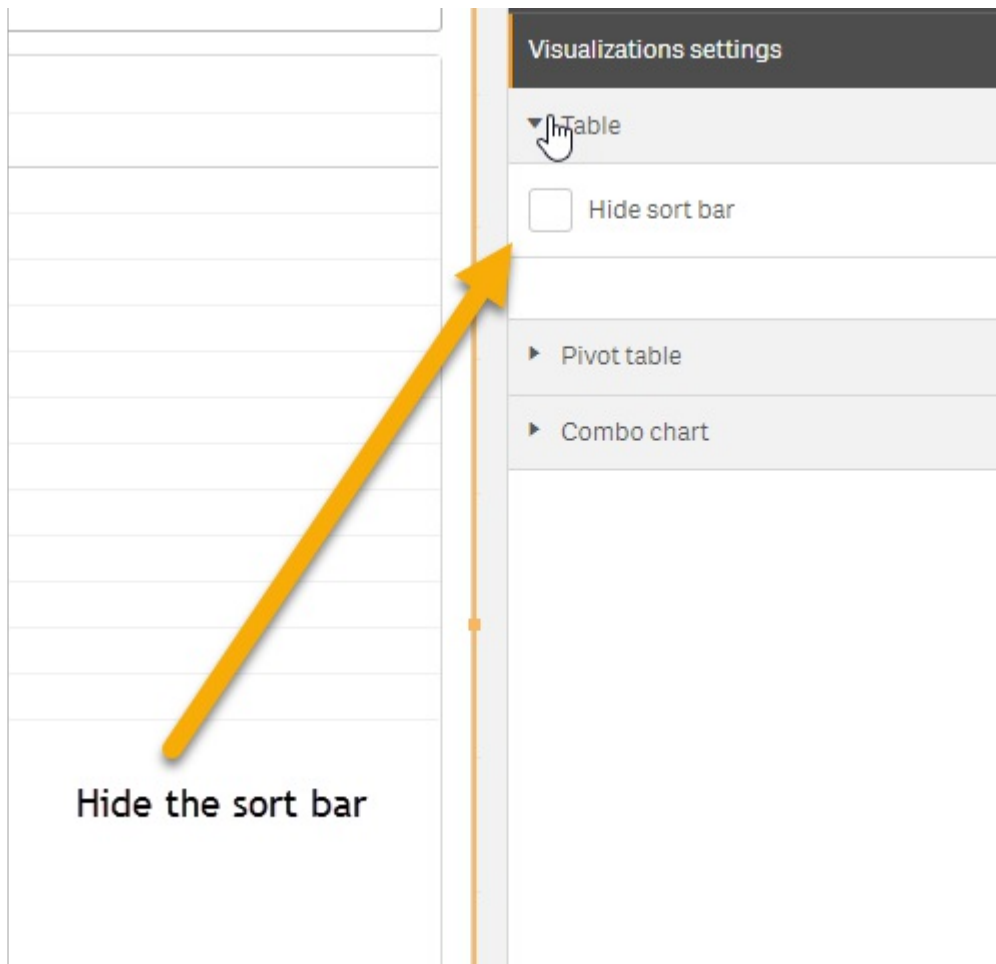 Visualizations settings
Table
Hide sort bar
Pivot table
Combo chart
Hide the sort bar